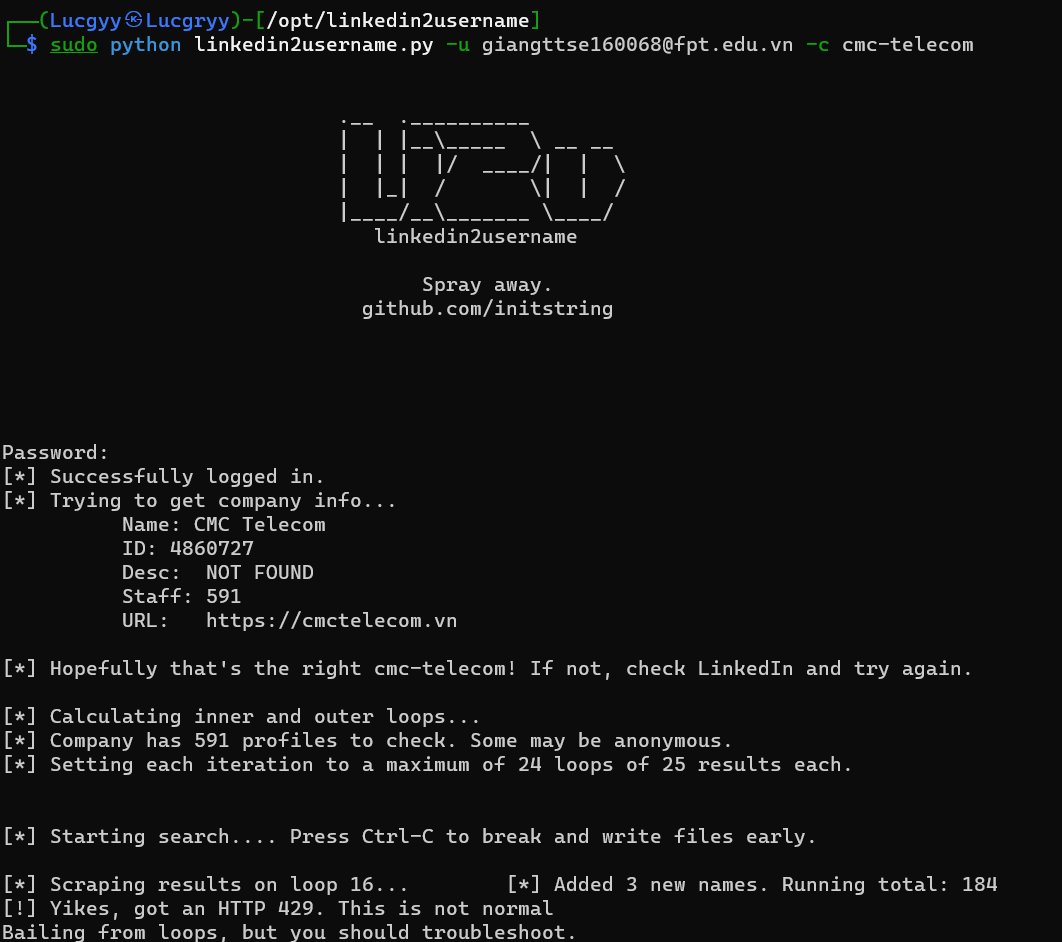 ┌──(Lucgyy㉿Lucgryy)-[/opt/linkedin2username]
└─$ sudo python linkedin2username.py -u giangttse160068@fpt.edu.vn -c cmc-telecom
.__  .__________
|  | |__\_____  \ __ __
|  | |  |/  ____/|  |  \
|  |_|  /       \|  |  /
|____/__\_______ \____/
linkedin2username
Spray away.
github.com/initstring
Password:
[*] Successfully logged in.
[*] Trying to get company info...
Name: CMC Telecom
ID: 4860727
Desc:  NOT FOUND
Staff: 591
URL:   https://cmctelecom.vn
[*] Hopefully that's the right cmc-telecom! If not, check LinkedIn and try again.
[*] Calculating inner and outer loops...
[*] Company has 591 profiles to check. Some may be anonymous.
[*] Setting each iteration to a maximum of 24 loops of 25 results each.
[*] Starting search.... Press Ctrl-C to break and write files early.
[*] Scraping results on loop 16...        [*] Added 3 new names. Running total: 184
[!] Yikes, got an HTTP 429. This is not normal
Bailing from loops, but you should troubleshoot.